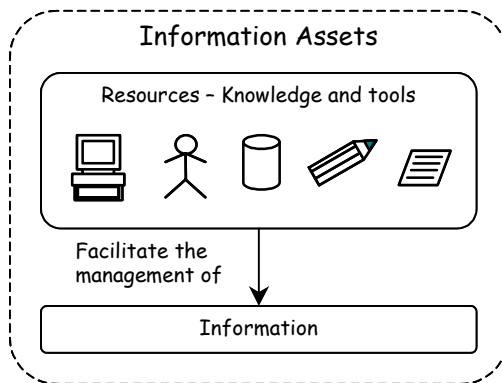 Information Assets
Resources – Knowledge and tools
Facilitate the
management of
Information